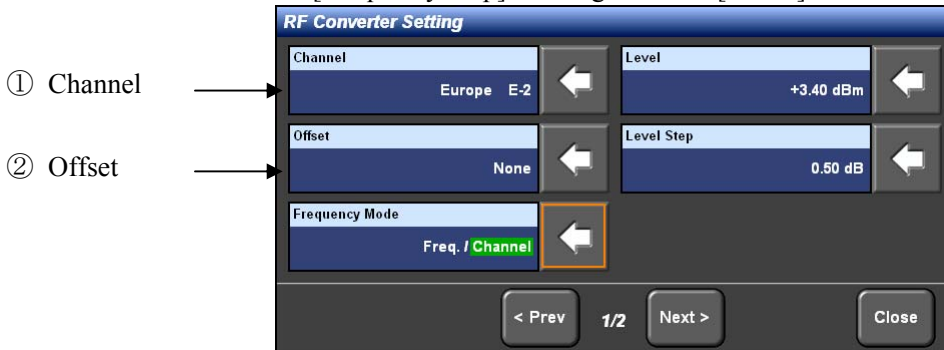 RF Converter Setting
① Channel
Channel
Europe E-2
Level
+3.40 dBm
② Offset
Offset
None
Level Step
0.50 dB
Frequency Mode
Freq. / Channel
< Prev 1/2 Next > Close